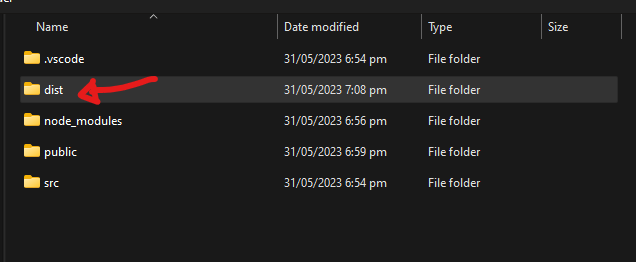 Name Date modified Type Size
.vscode 31/05/2023 6:54 pm File folder
dist 31/05/2023 7:08 pm File folder
node_modules 31/05/2023 6:56 pm File folder
public 31/05/2023 6:59 pm File folder
src 31/05/2023 6:54 pm File folder